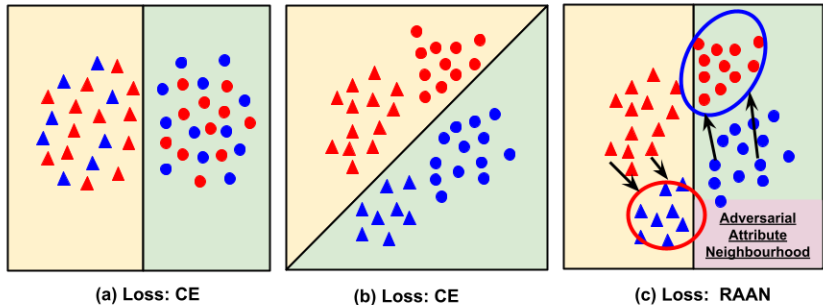 Adversarial
Attribute
Neighbourhood
(a) Loss: CE
(b) Loss: CE
(c) Loss: RAAN